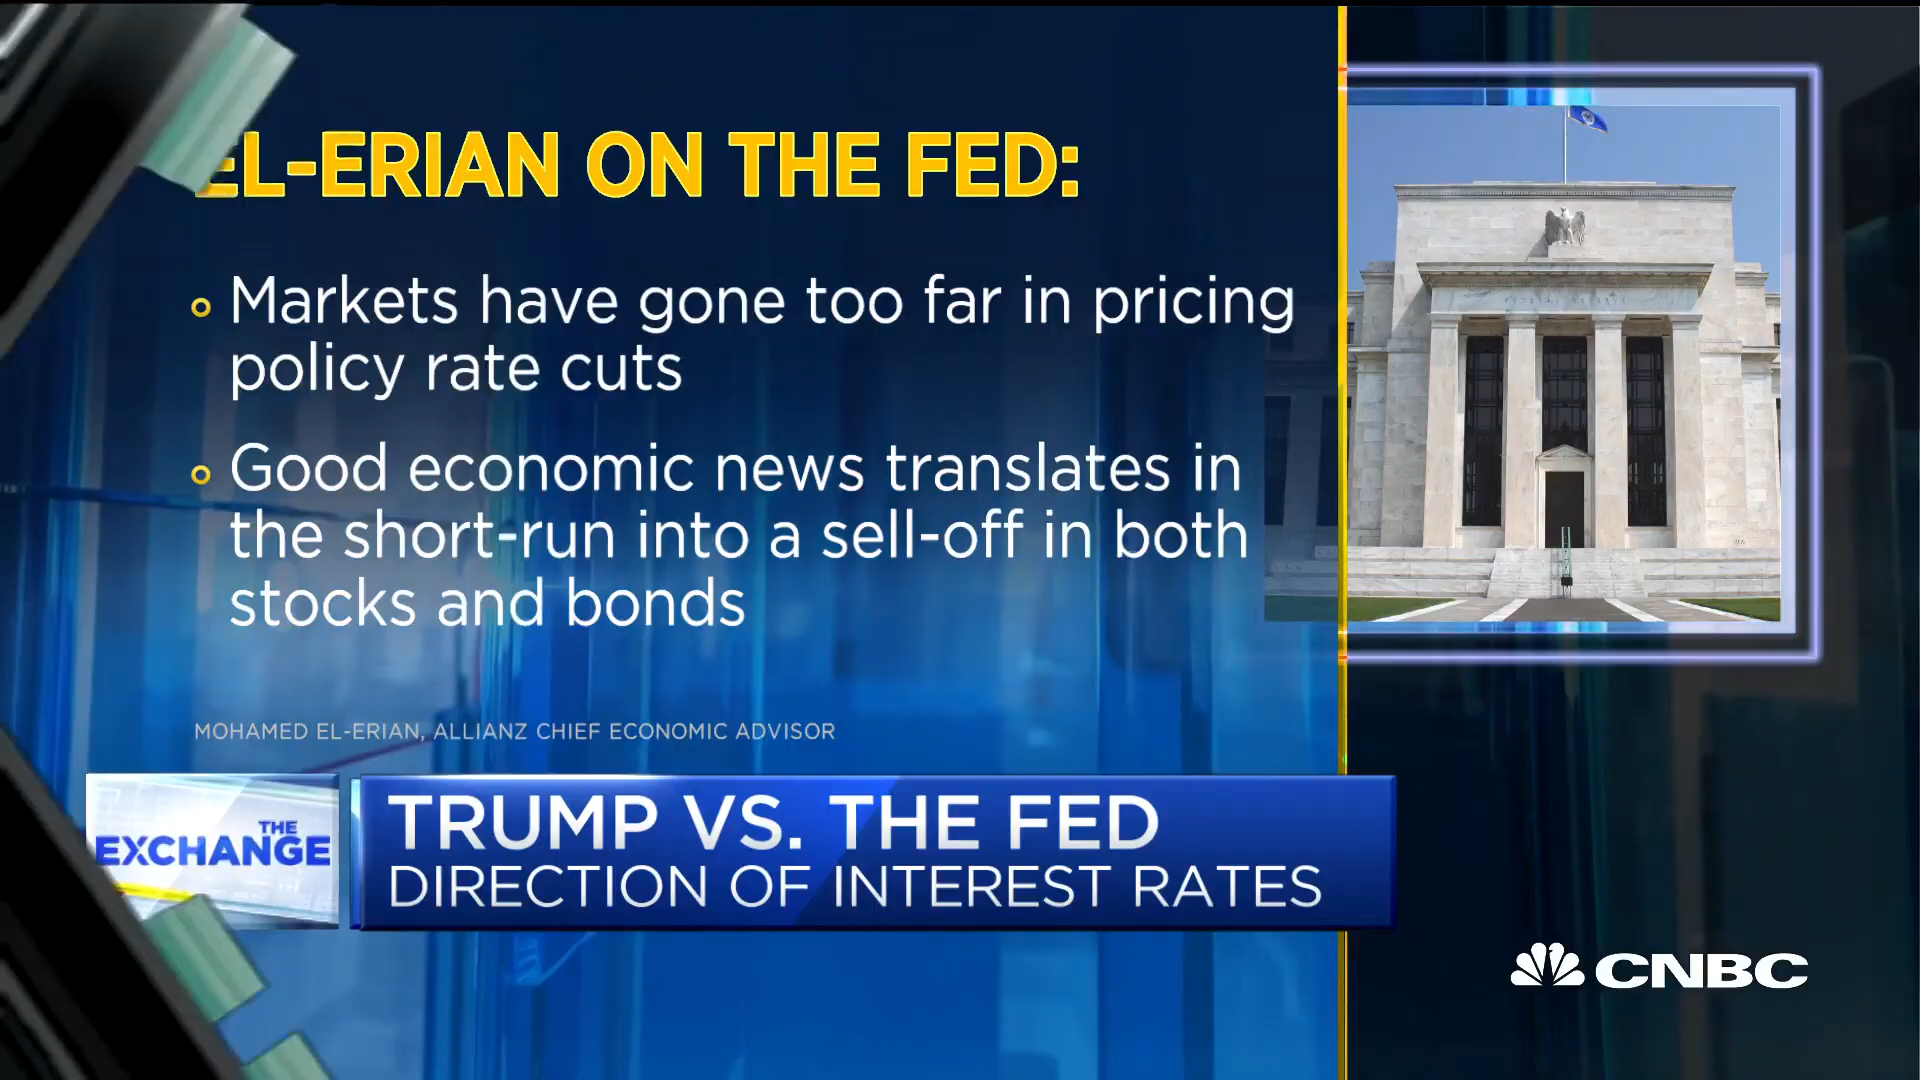 EL-ERIAN ON THE FED:
Markets have gone too far in pricing
policy rate cuts
Good economic news translates in
the short-run into a sell-off in both
stocks and bonds
MOHAMED EL-ERIAN, ALLIANZ CHIEF ECONOMIC ADVISOR
THE
EXCHANGE
TRUMP VS. THE FED
DIRECTION OF INTEREST RATES
FEDERAL RESERVE
CNBC